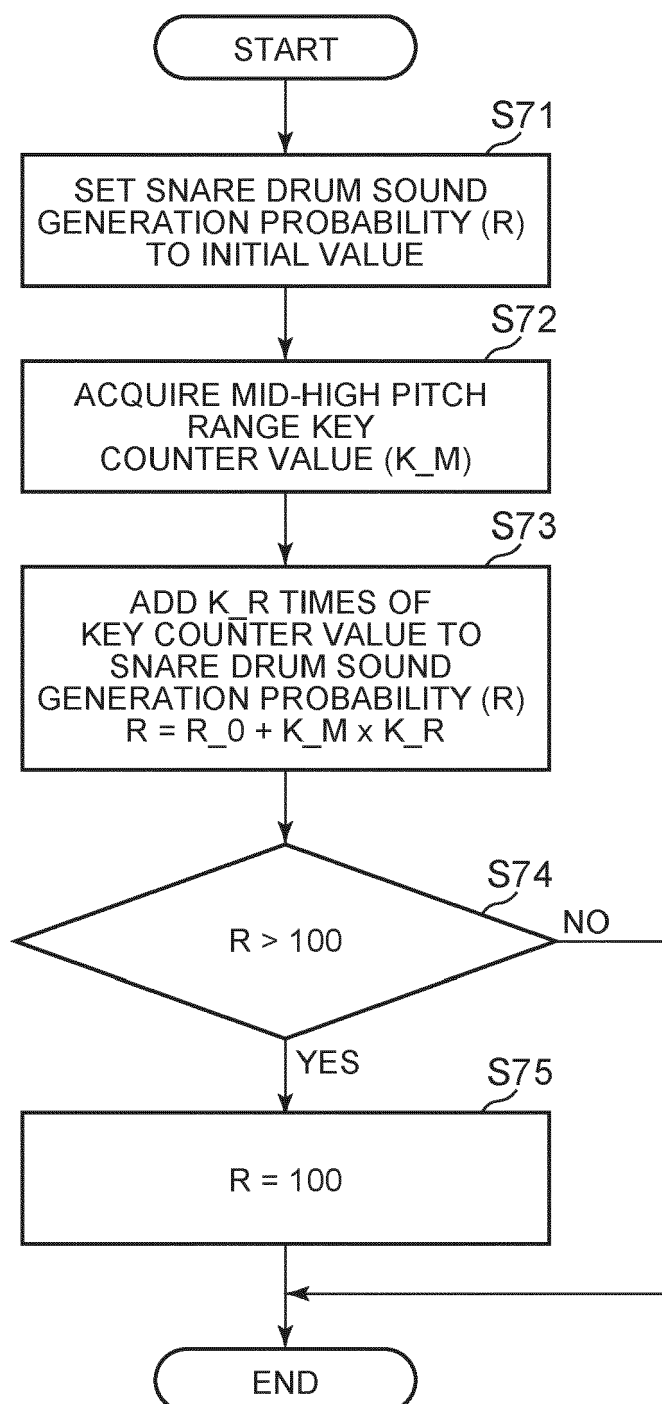 START
S71
SET SNARE DRUM SOUND
GENERATION PROBABILITY (R)
TO INITIAL VALUE
S72
ACQUIRE MID-HIGH PITCH
RANGE KEY
COUNTER VALUE (K_M)
S73
ADD K_R TIMES OF
KEY COUNTER VALUE TO
SNARE DRUM SOUND
GENERATION PROBABILITY (R)
R = R_0 + K_M x K_R
S74
R > 100
NO
YES
S75
R = 100
END